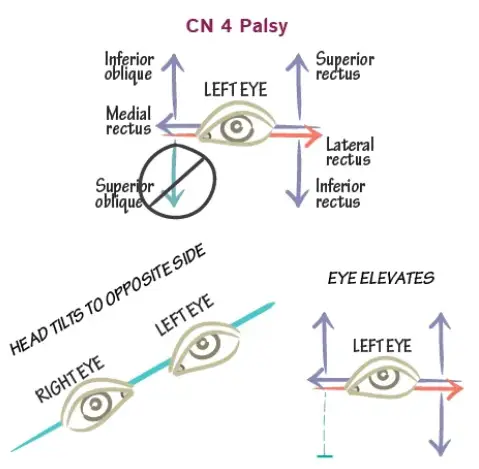 CN 4 Palsy
Inferior
oblique
Superior
rectus
LEFT EYE
Medial
rectus
Lateral
rectus
Superior
oblique
Inferior
rectus
HEAD TILTS TO OPPOSITE SIDE
LEFT EYE
RIGHT EYE
EYE ELEVATES
LEFT EYE